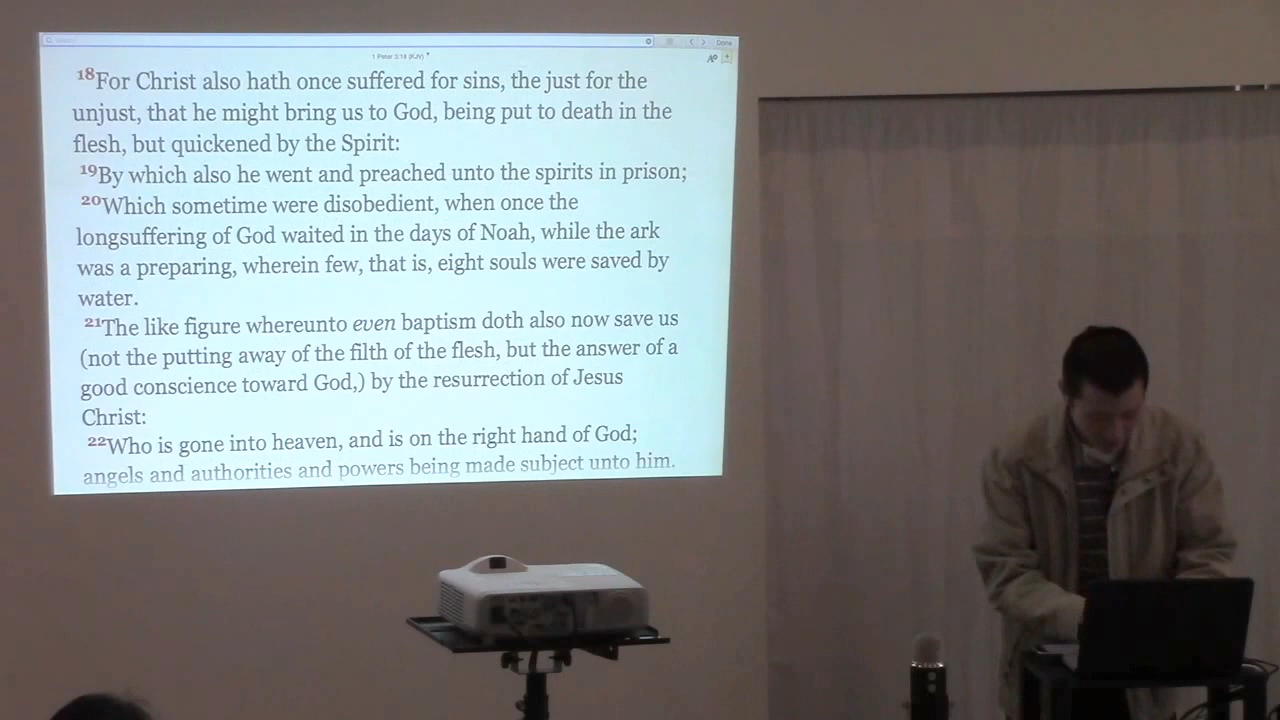 Done
1 Peter 3:18 (KJV)
18For Christ also hath once suffered for sins, the just for the
unjust, that he might bring us to God, being put to death in the
flesh, but quickened by the Spirit:
19By which also he went and preached unto the spirits in prison;
20Which sometime were disobedient, when once the
longsuffering of God waited in the days of Noah, while the ark
was a preparing, wherein few, that is, eight souls were saved by
water.
21The like figure whereunto even baptism doth also now save us
(not the putting away of the filth of the flesh, but the answer of a
good conscience toward God,) by the resurrection of Jesus
Christ:
22Who is gone into heaven, and is on the right hand of God;
angels and authorities and powers being made subject unto him.